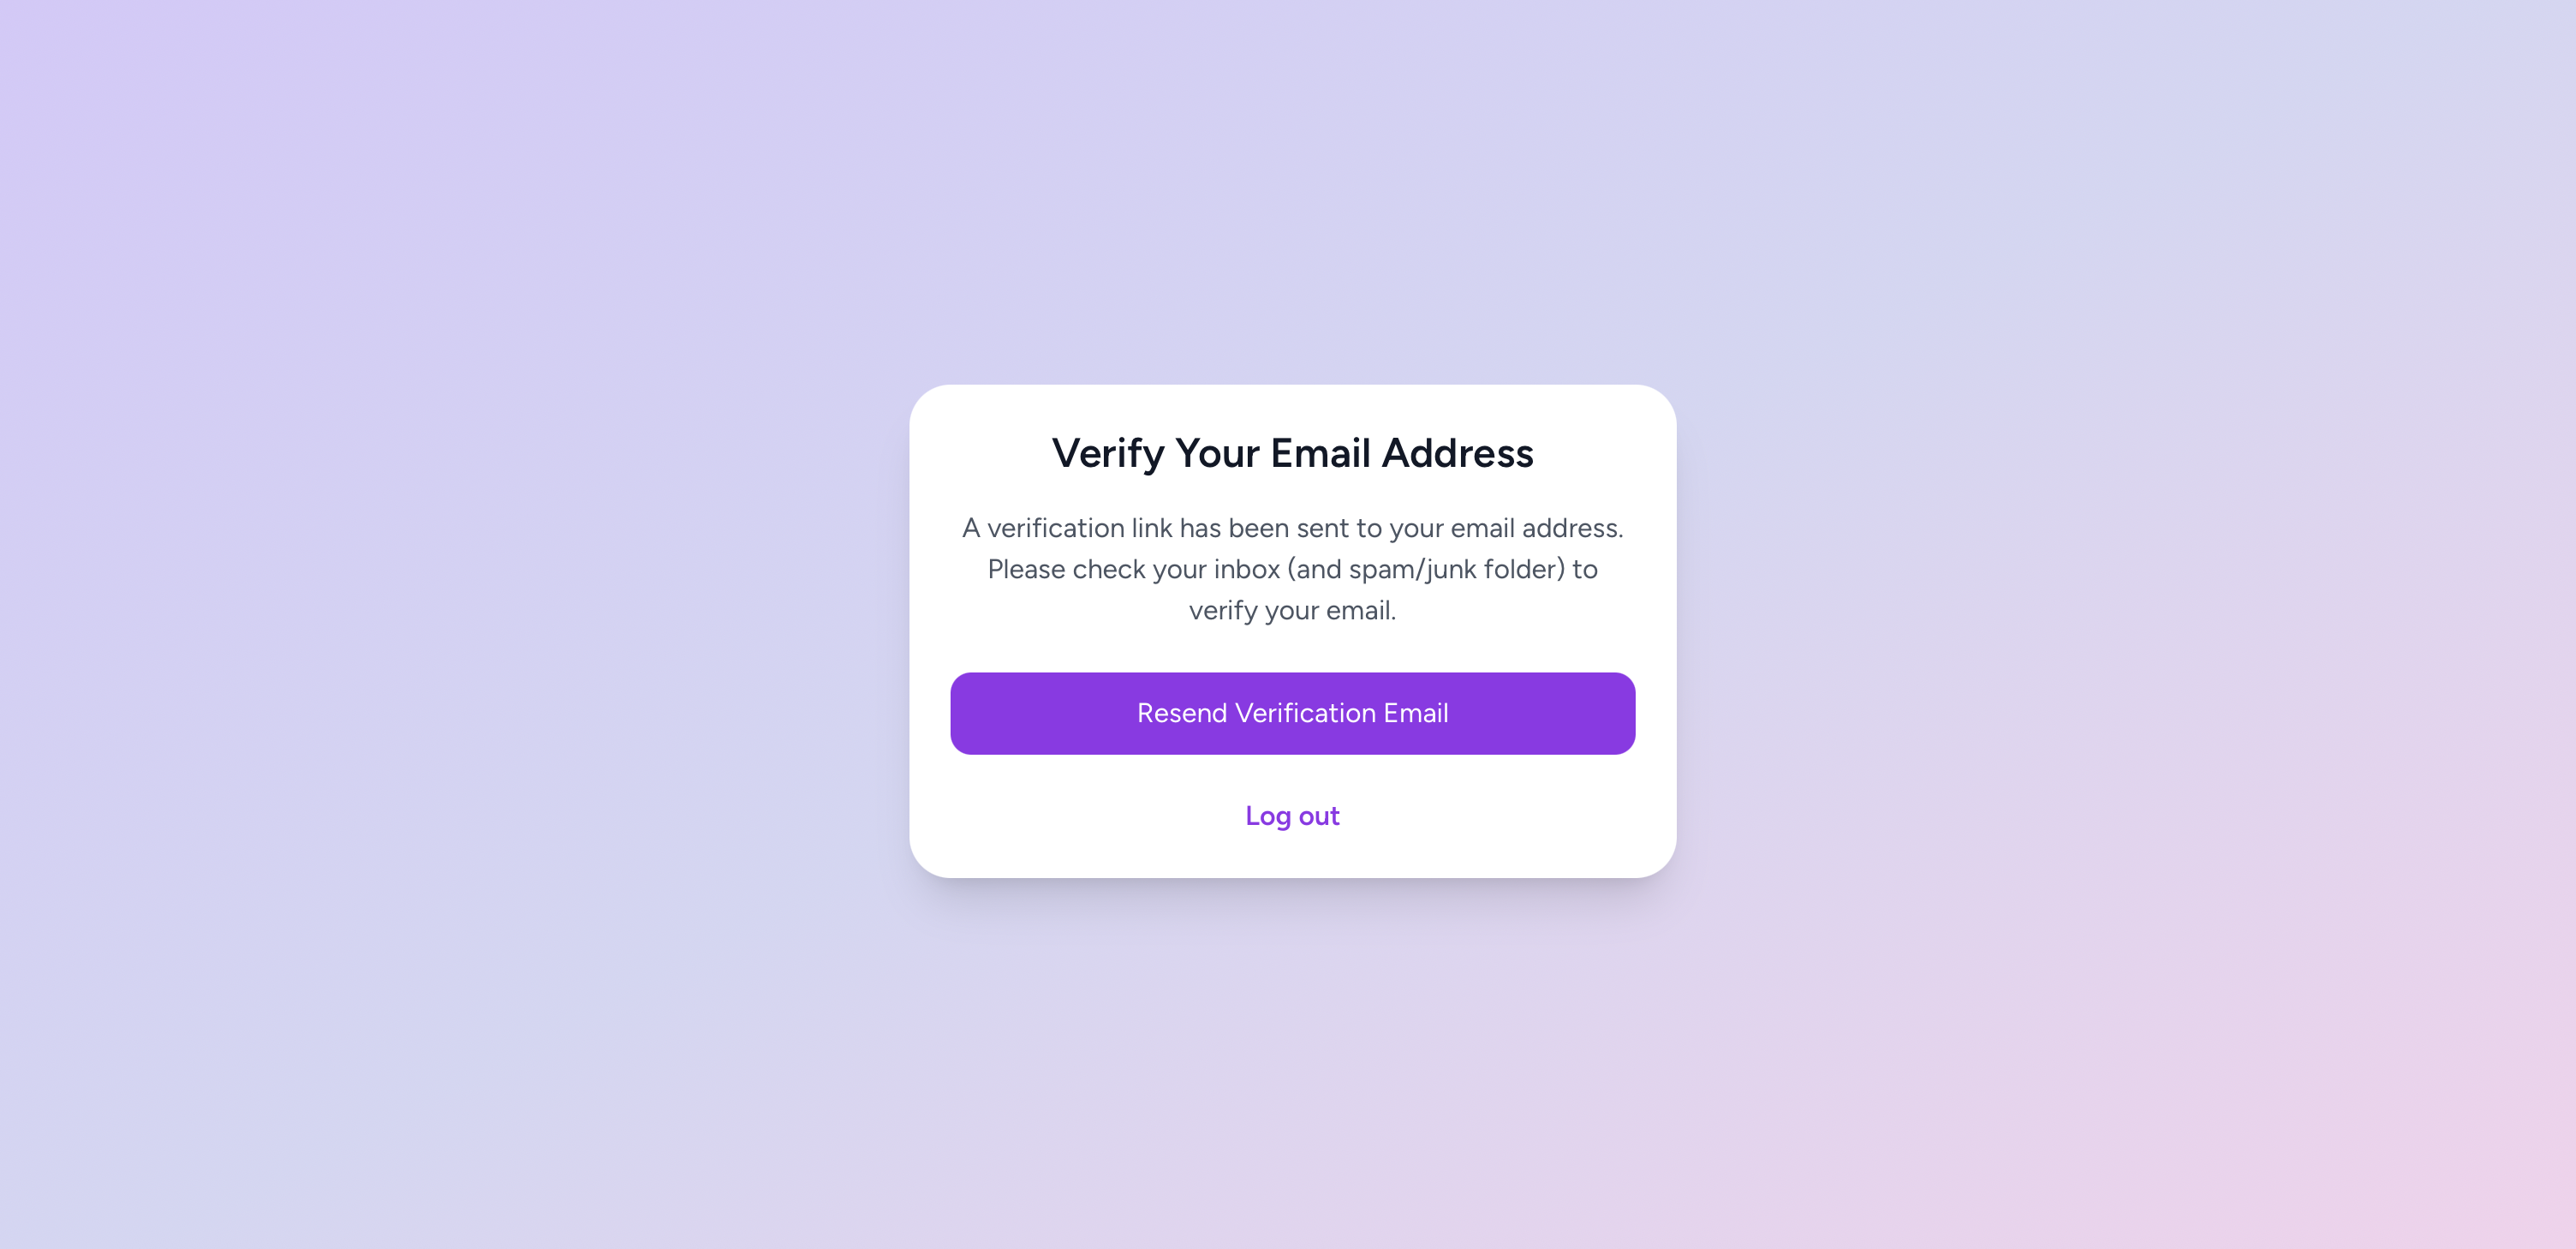 Verify Your Email Address
A verification link has been sent to your email address.
Please check your inbox (and spam/junk folder) to
verify your email.
Resend Verification Email
Log out